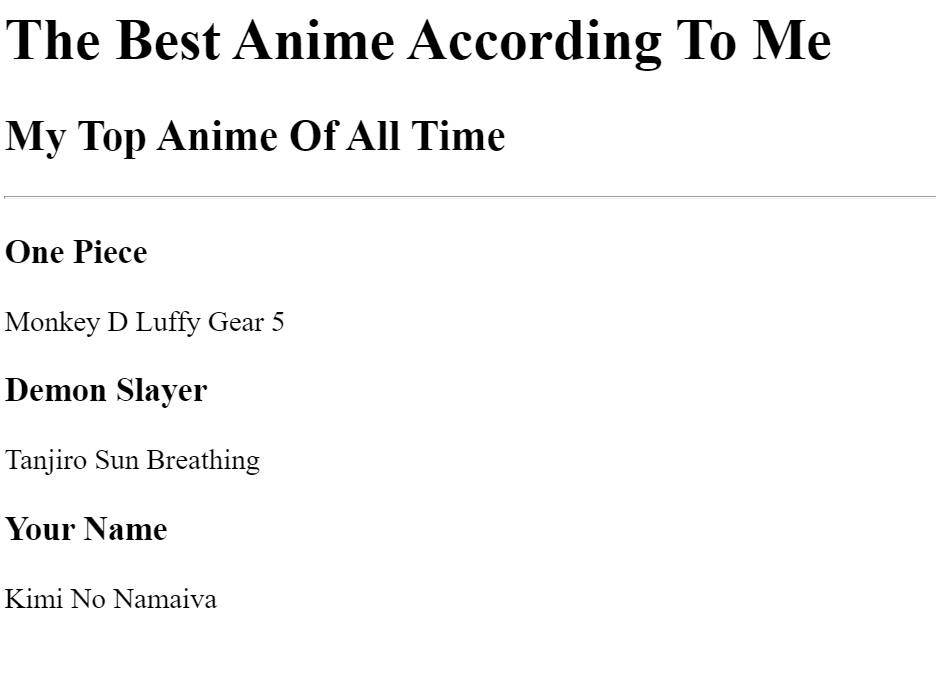 The Best Anime According To Me
My Top Anime Of All Time
One Piece
Monkey D Luffy Gear 5
Demon Slayer
Tanjiro Sun Breathing
Your Name
Kimi No Namaiva